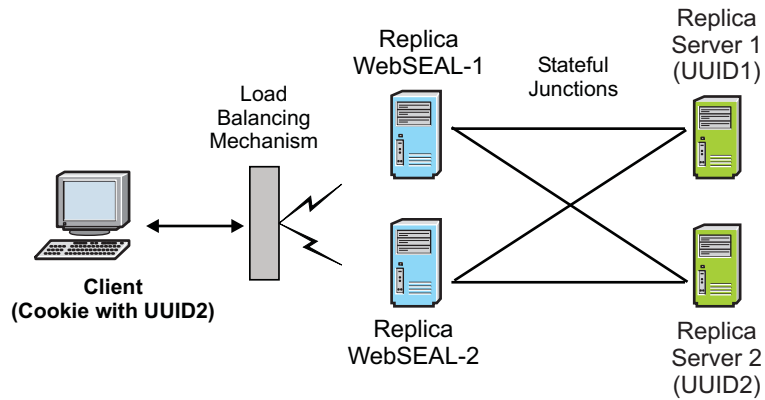 Replica
WebSEAL-1
Stateful
Junctions
Replica
Server 1
(UUID1)
Load
Balancing
Mechanism
Client
(Cookie with UUID2)
Replica
WebSEAL-2
Replica
Server 2
(UUID2)